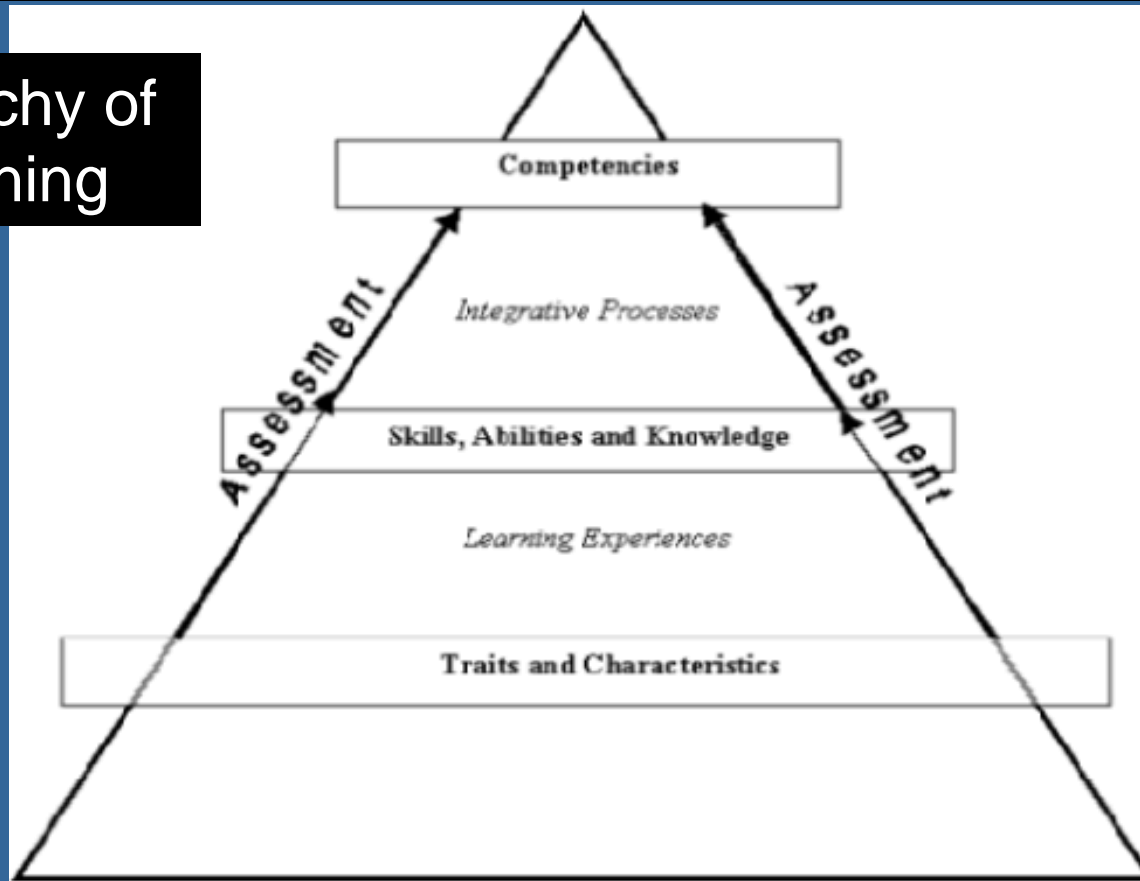 chy of
ning
Competencies
Assessment
Assessment
Integrative Processes
Skills, Abilities and Knowledge
Learning Experiences
Traits and Characteristics